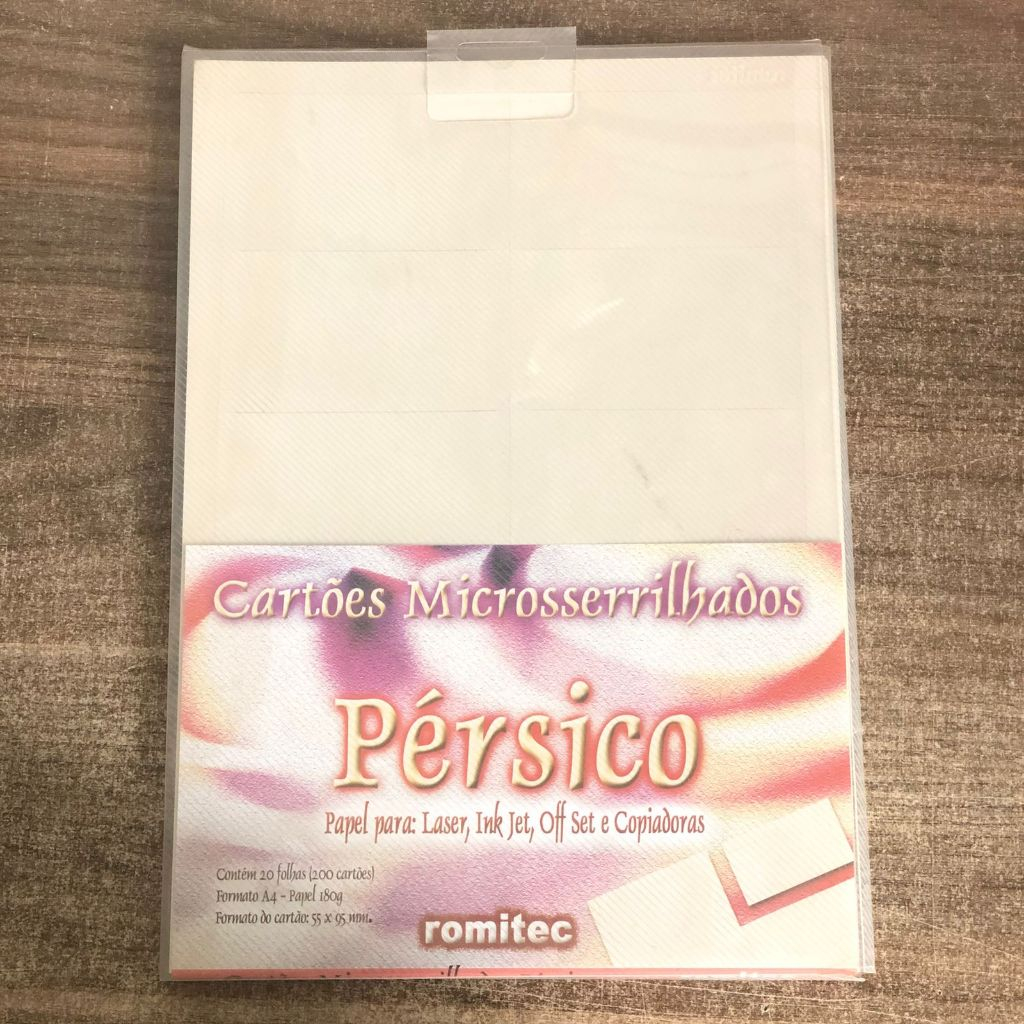 Cartões Microsserrilhados
Pérsico
Papel para: Laser, Ink Jet, Off Set e Copiadoras
Contém 20 folhas (200 cartões)
Formato A4 - Papel 180g
Formato do cartão: 55 x 95 mm.
romitec